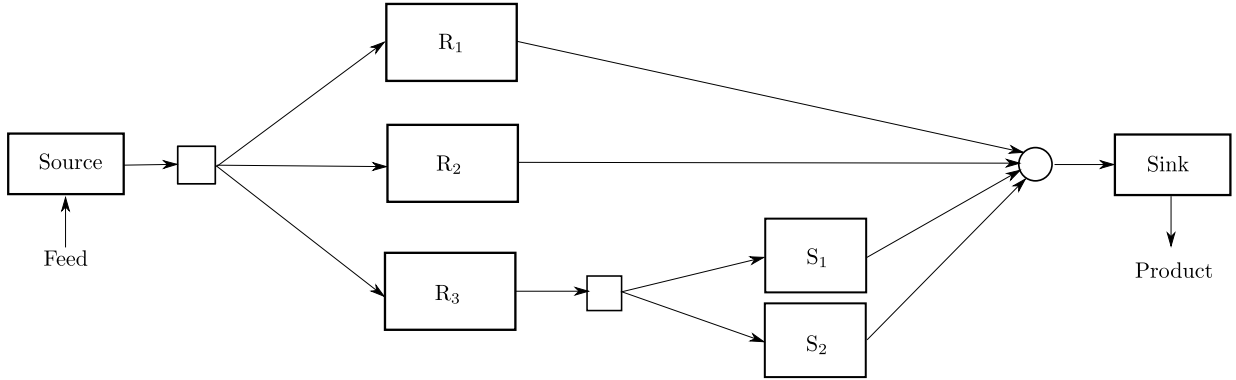 R₁
Source
R₂
Sink
Feed
S₁
Product
R₃
S₂